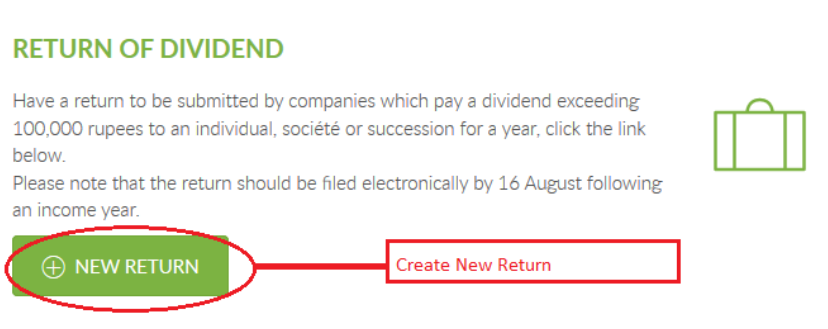 RETURN OF DIVIDEND
Have a return to be submitted by companies which pay a dividend exceeding
100,000 rupees to an individual, société or succession for a year, click the link
below.
Please note that the return should be filed electronically by 16 August following
an income year.
NEW RETURN
Create New Return